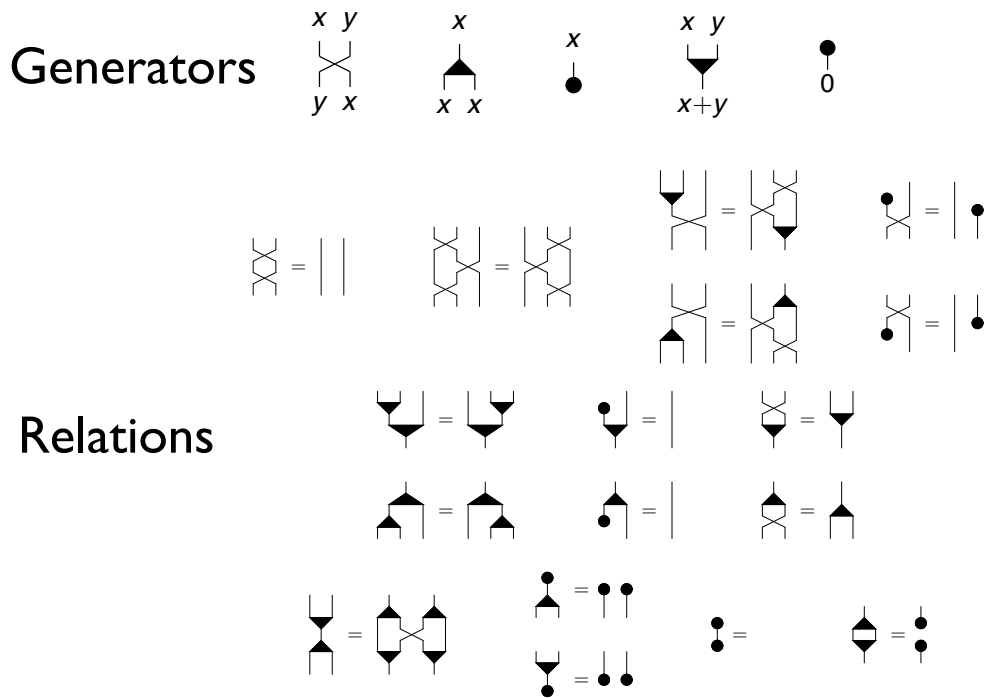 x y x x x y
Generators
y x x x x+y 0
= = = =
= =
Relations
= = =
= = =
= = = =
=